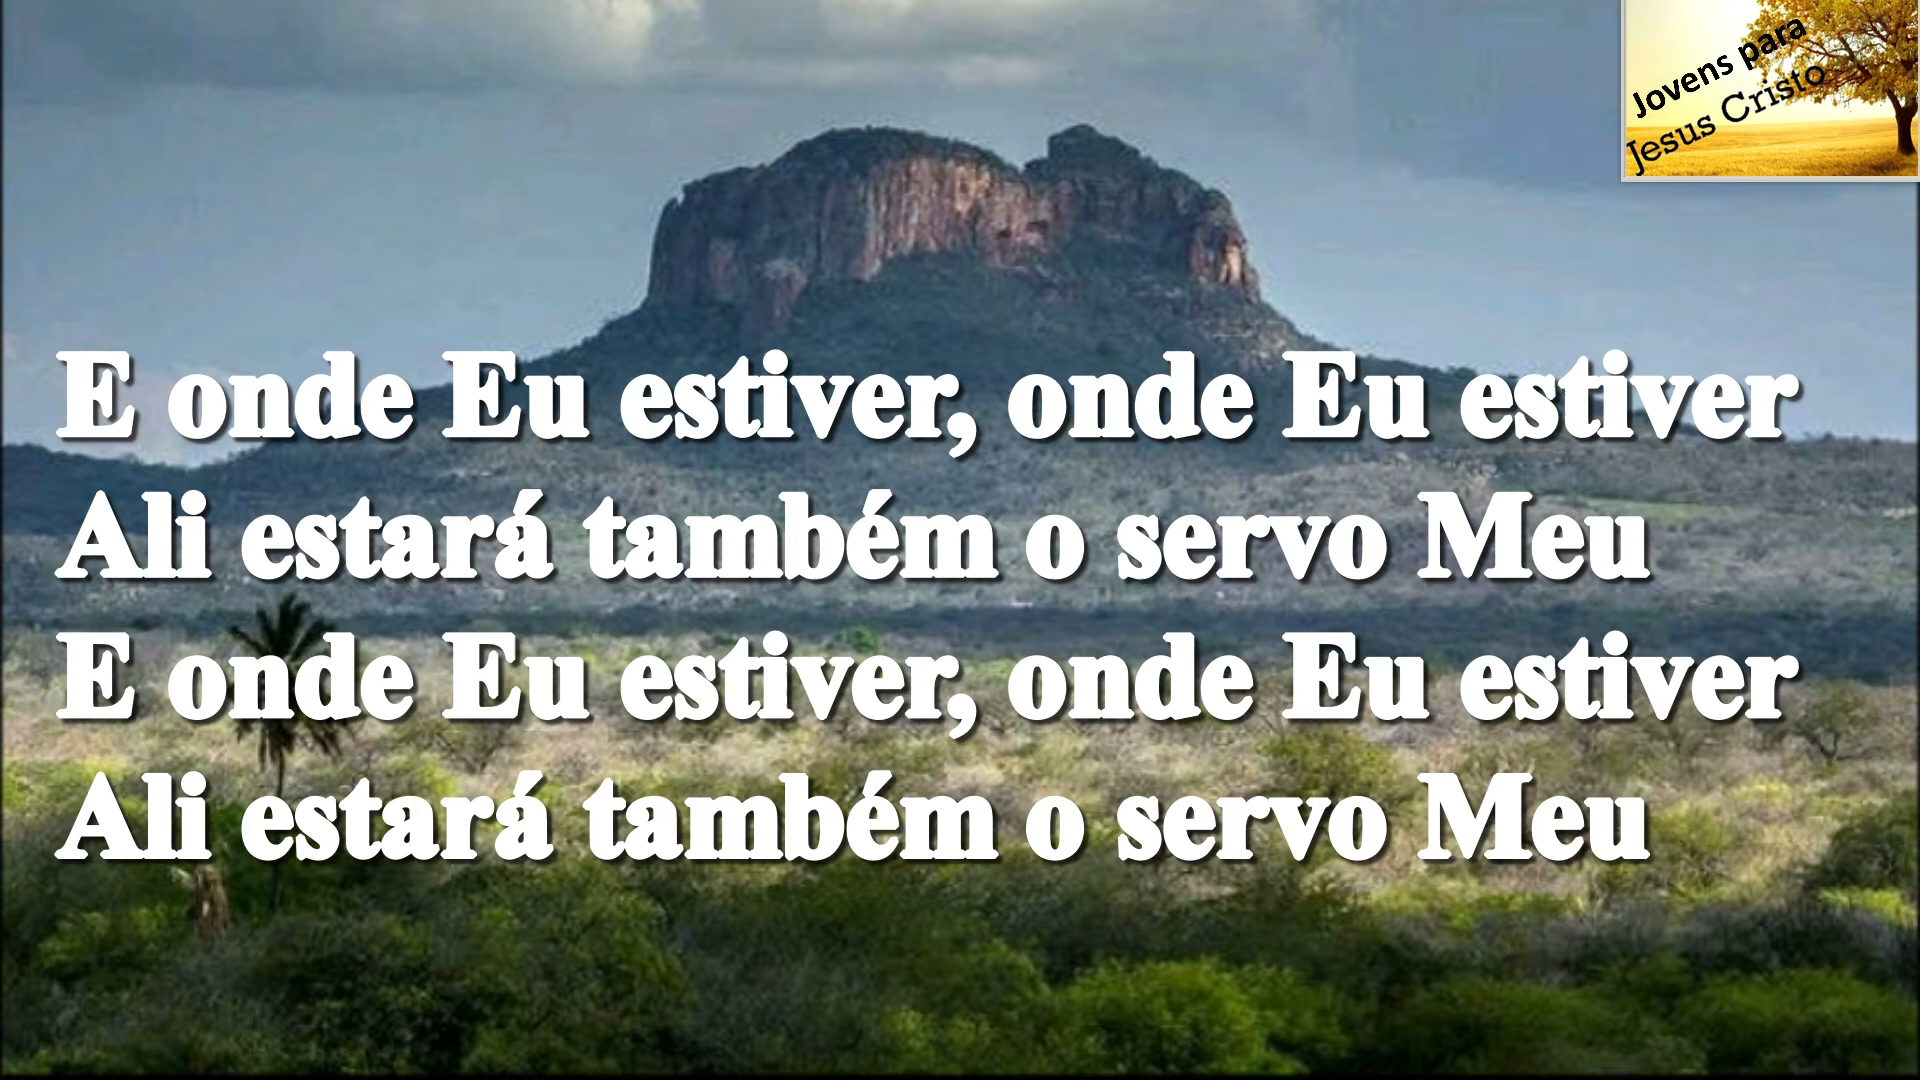 Jovens para
Jesus Cristo
E onde Eu estiver, onde Eu estiver
Ali estará também o servo Meu
E onde Eu estiver, onde Eu estiver
Ali estará também o servo Meu